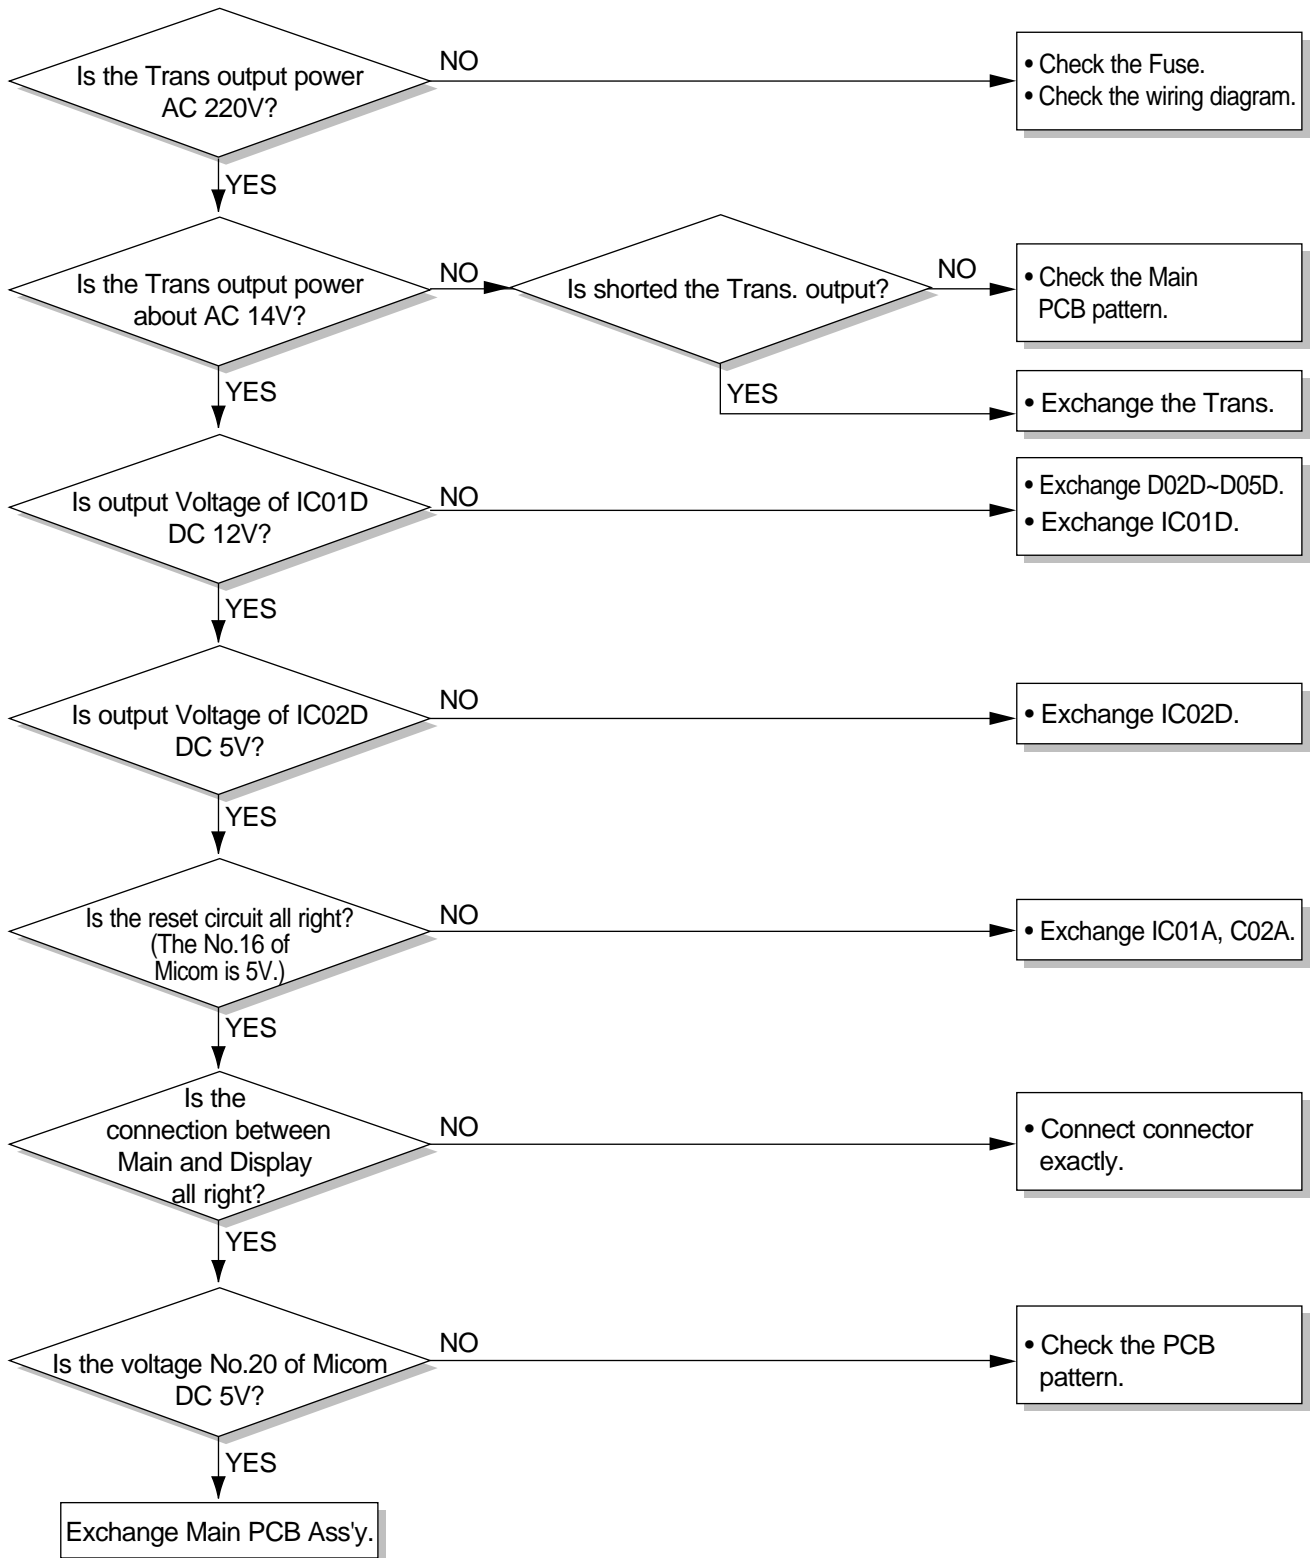 Is the Trans output power
AC 220V?
NO
• Check the Fuse.
• Check the wiring diagram.
YES
Is the Trans output power
about AC 14V?
NO
Is shorted the Trans. output?
NO
• Check the Main
PCB pattern.
YES
YES
• Exchange the Trans.
Is output Voltage of IC01D
DC 12V?
NO
• Exchange D02D~D05D.
• Exchange IC01D.
YES
Is output Voltage of IC02D
DC 5V?
NO
• Exchange IC02D.
YES
Is the reset circuit all right?
(The No.16 of
Micom is 5V.)
NO
• Exchange IC01A, C02A.
YES
Is the
connection between
Main and Display
all right?
NO
• Connect connector
exactly.
YES
Is the voltage No.20 of Micom
DC 5V?
NO
• Check the PCB
pattern.
YES
Exchange Main PCB Ass'y.